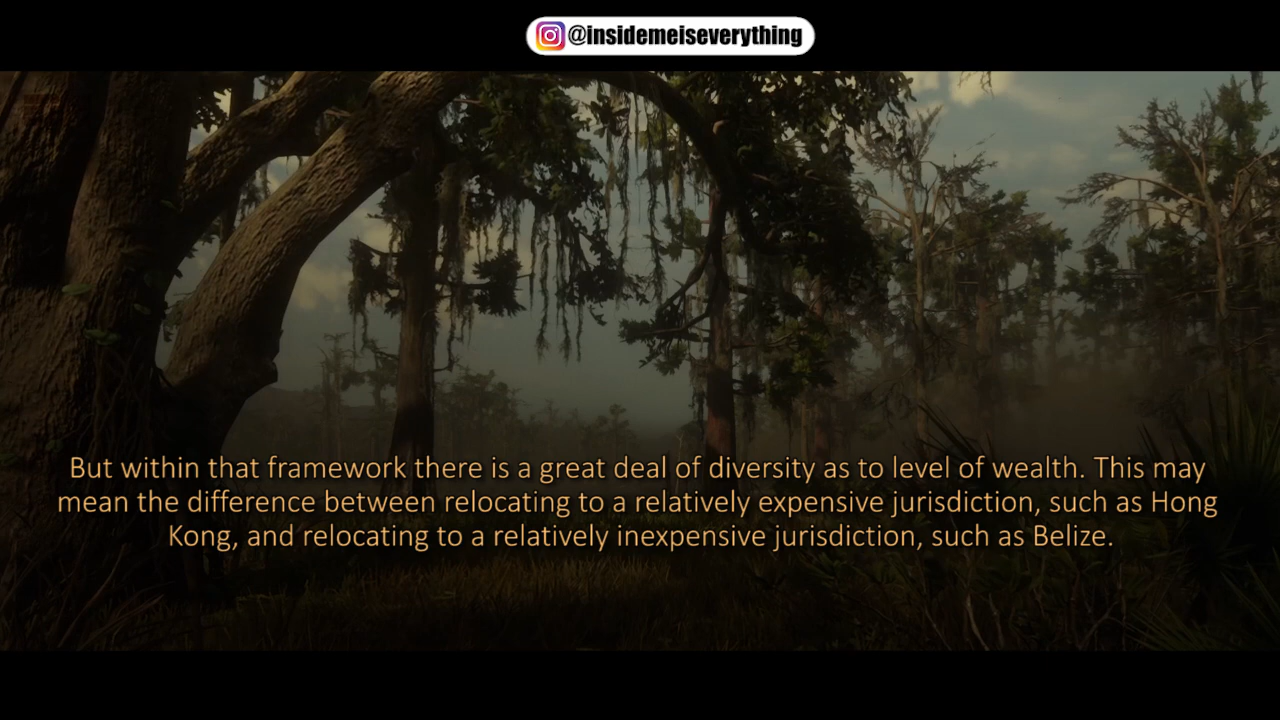 @insidemeiseverything
But within that framework there is a great deal of diversity as to level of wealth. This may
mean the difference between relocating to a relatively expensive jurisdiction, such as Hong
Kong, and relocating to a relatively inexpensive jurisdiction, such as Belize.